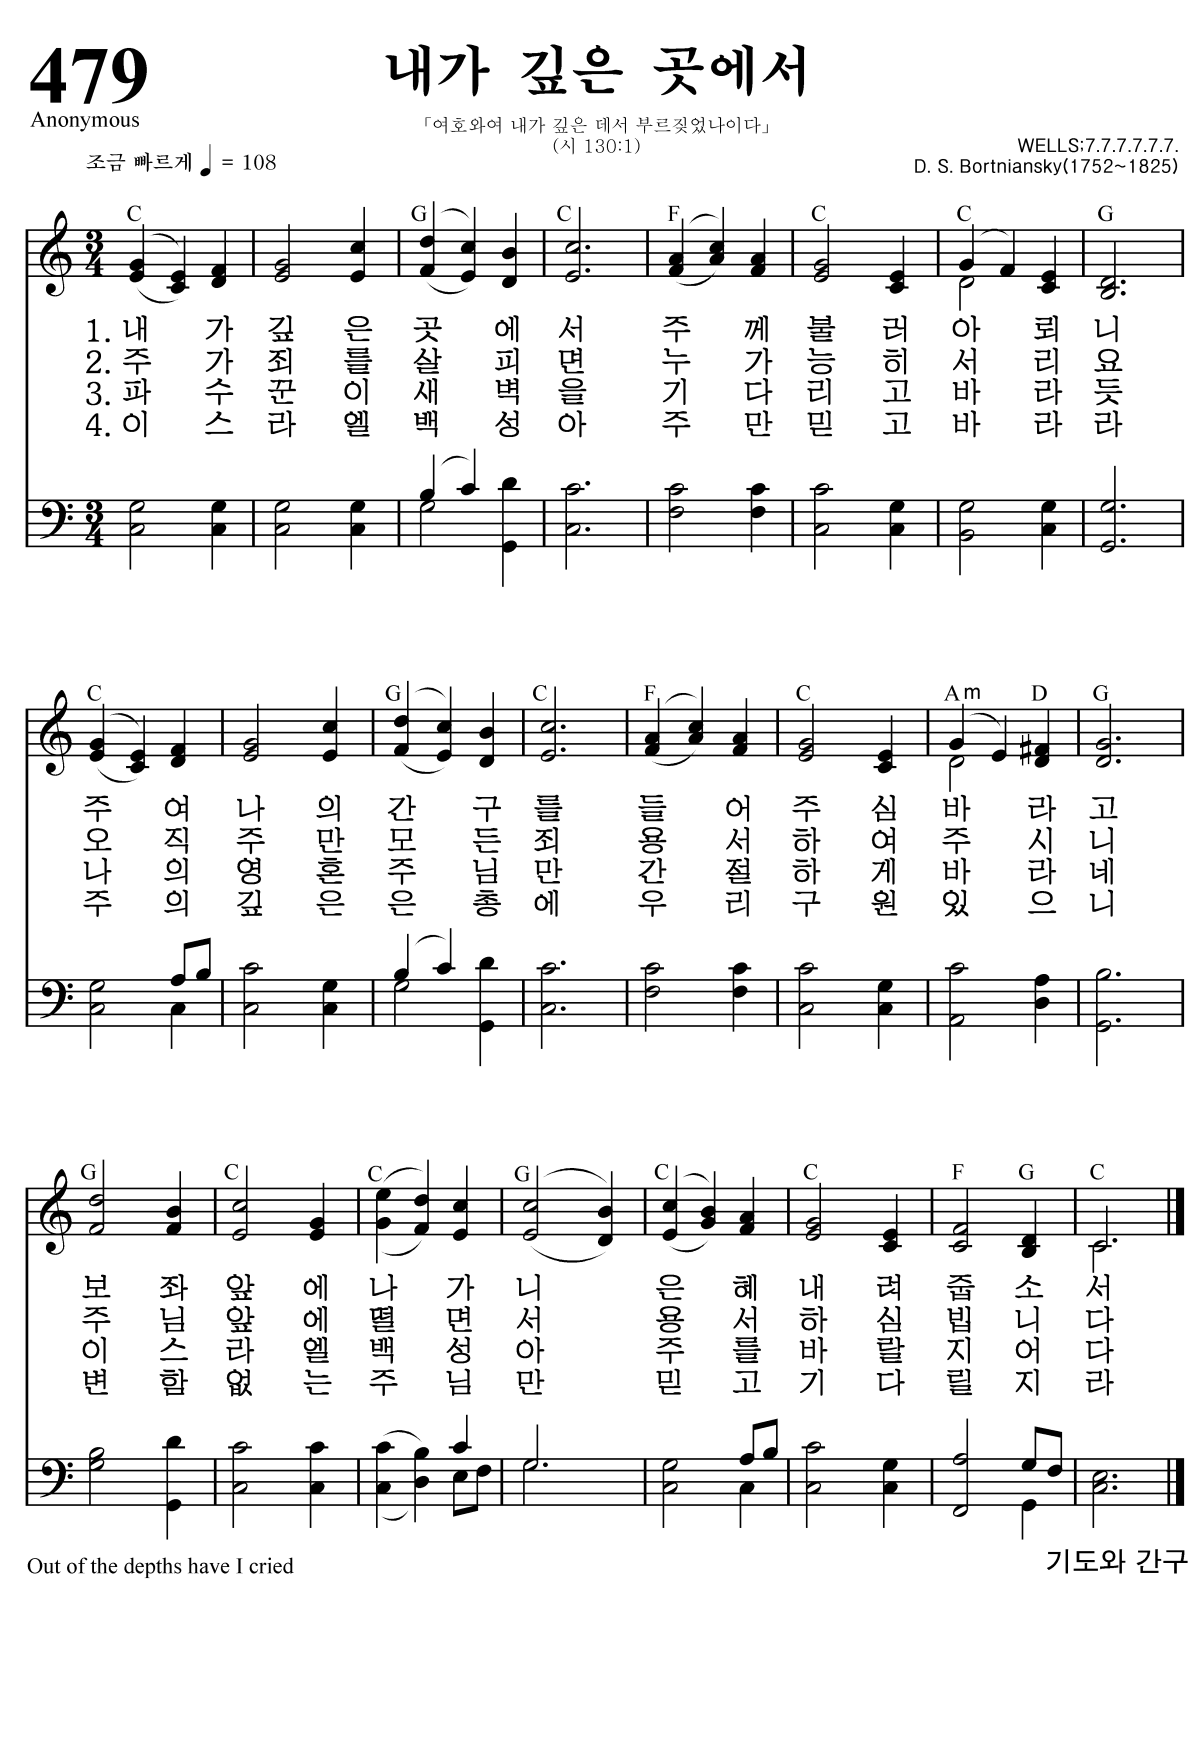 479
내가 깊은 곳에서
Anonymous
「여호와여 내가 깊은 데서 부르짖었나이다」
(시 130:1)
조금 빠르게 ♩ = 108
WELLS;7.7.7.7.7.7.
D. S. Bortniansky(1752~1825)
C G C F C C G
3 4
1. 내 가 깊 은 곳 에 서 주 께 불 러 아 뢰 니
2. 주 가 죄 를 살 피 면 누 가 능 히 서 리 요
3. 파 수 꾼 이 새 벽 을 기 다 리 고 바 라 듯
4. 이 스 라 엘 백 성 아 주 만 믿 고 바 라 라
3 4
C G C F C Am D G
주 여 나 의 간 구 를 들 어 주 심 바 라 고
오 직 주 만 모 든 죄 용 서 하 여 주 시 니
나 의 영 혼 주 님 만 간 절 하 게 바 라 네
주 의 깊 은 은 총 에 우 리 구 원 있 으 니
G C C G C C F G C
보 좌 앞 에 나 가 니 은 혜 내 려 줍 소 서
주 님 앞 에 떨 면 서 용 서 하 심 빕 니 다
이 스 라 엘 백 성 아 주 를 바 랄 지 어 다
변 함 없 는 주 님 만 믿 고 기 다 릴 지 라
Out of the depths have I cried
기도와 간구